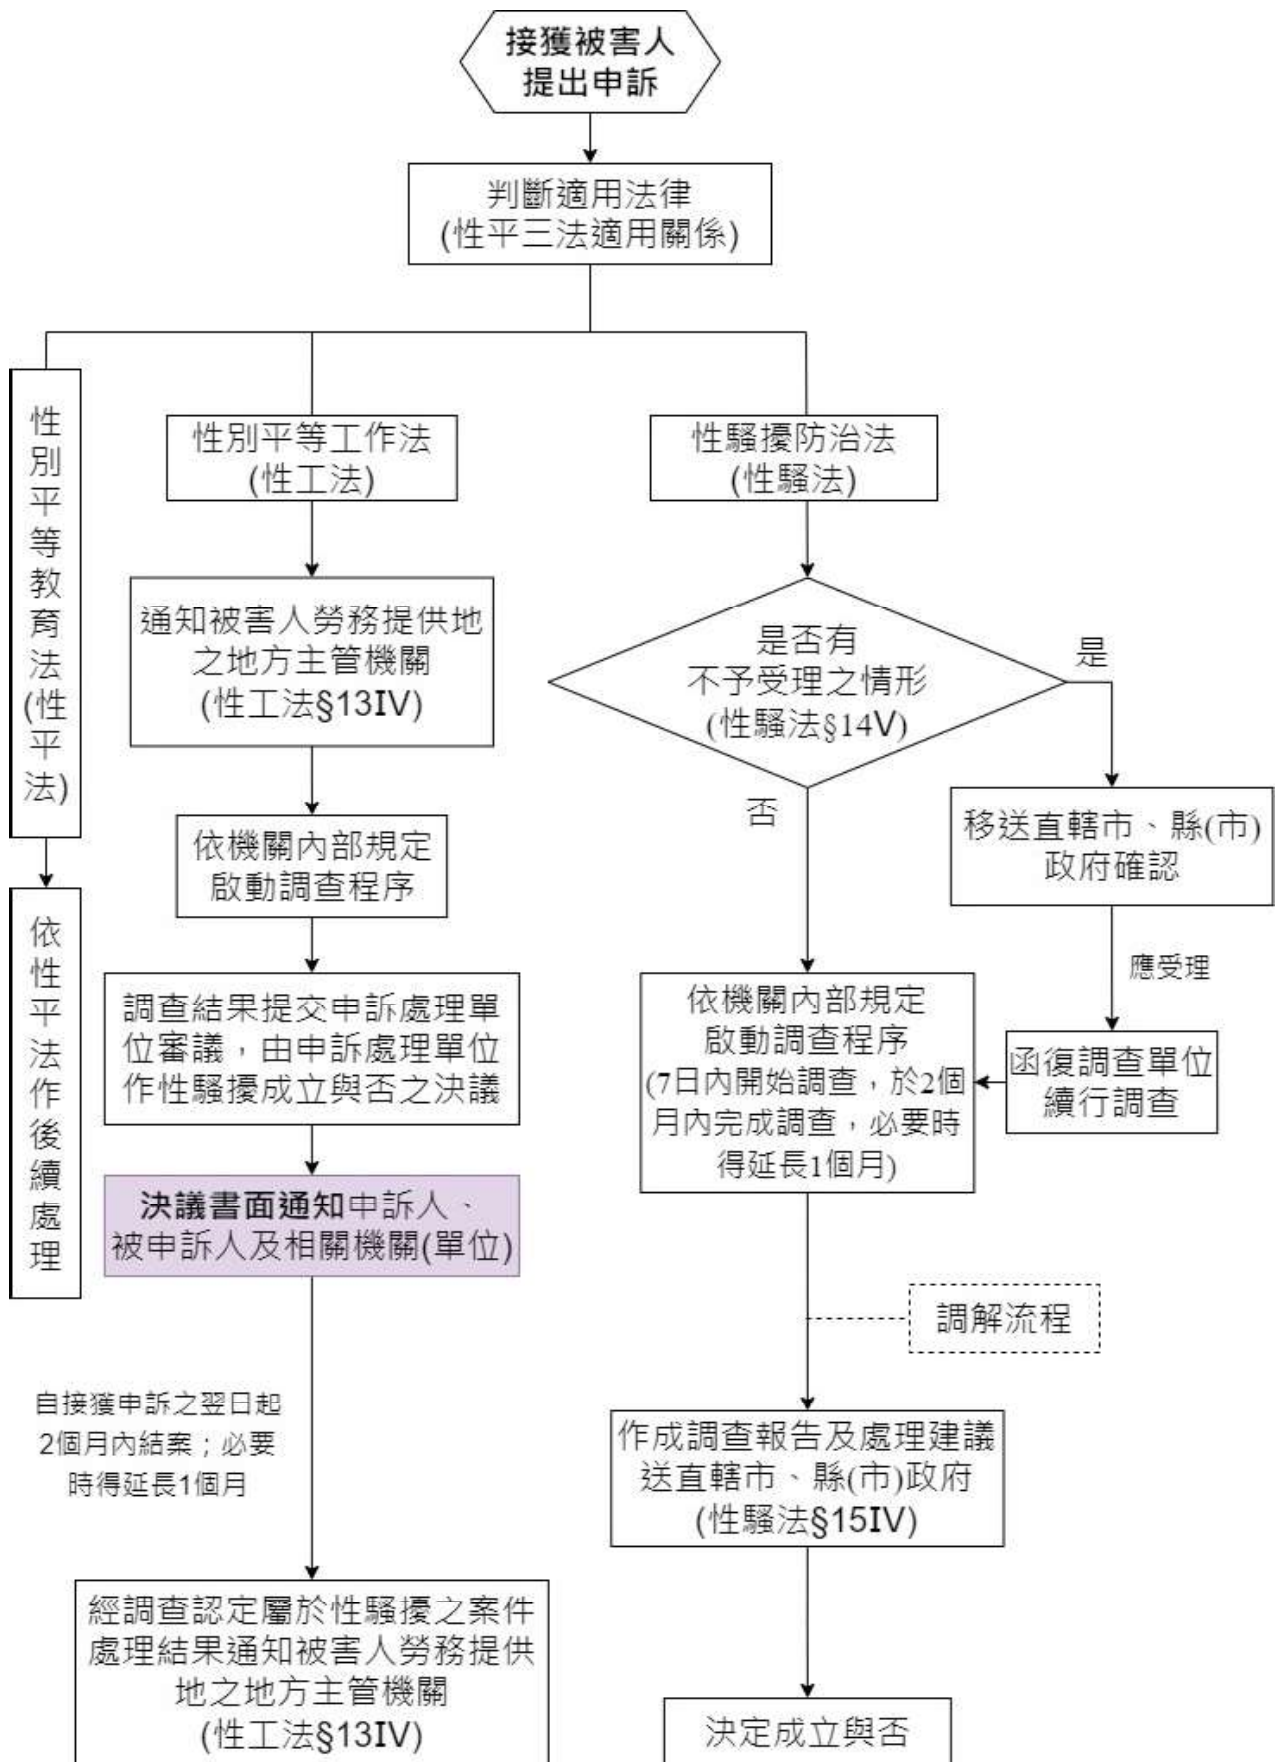 接獲被害人
提出申訴
判斷適用法律
(性平三法適用關係)
性別平等教育法(性平法)
依性平法作後續處理
性別平等工作法
(性工法)
通知被害人勞務提供地
之地方主管機關
(性工法§13IV)
依機關內部規定
啟動調查程序
調查結果提交申訴處理單
位審議，由申訴處理單位
作性騷擾成立與否之決議
決議書面通知申訴人、
被申訴人及相關機關(單位)
自接獲申訴之翌日起
2個月內結案；必要
時得延長1個月
經調查認定屬於性騷擾之案件
處理結果通知被害人勞務提供
地之地方主管機關
(性工法§13IV)
性騷擾防治法
(性騷法)
是否有
不予受理之情形
(性騷法§14V)
是
否
移送直轄市、縣(市)
政府確認
應受理
函復調查單位
續行調查
依機關內部規定
啟動調查程序
(7日內開始調查，於2個
月內完成調查，必要時
得延長1個月)
調解流程
作成調查報告及處理建議
送直轄市、縣(市)政府
(性騷法§15IV)
決定成立與否